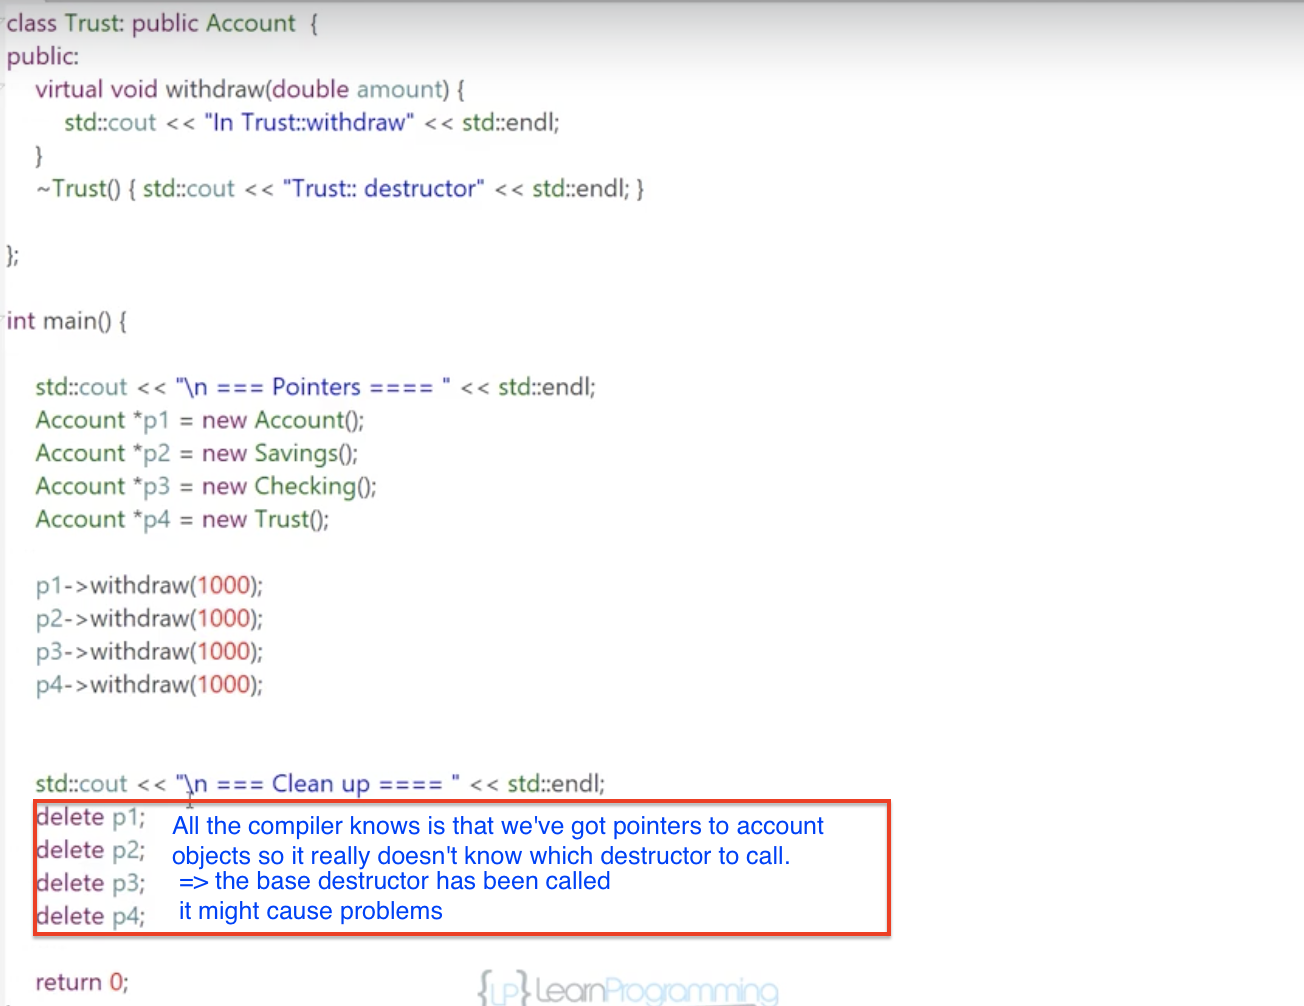 class Trust: public Account {
public:
virtual void withdraw(double amount) {
std::cout << "In Trust::withdraw" << std::endl;
}
~Trust() { std::cout << "Trust:: destructor" << std::endl; }
};
int main() {
std::cout << "\n === Pointers ==== " << std::endl;
Account *p1 = new Account();
Account *p2 = new Savings();
Account *p3 = new Checking();
Account *p4 = new Trust();
p1->withdraw(1000);
p2->withdraw(1000);
p3->withdraw(1000);
p4->withdraw(1000);
std::cout << "\n === Clean up ==== " << std::endl;
delete p1; All the compiler knows is that we've got pointers to account
delete p2; objects so it really doesn't know which destructor to call.
delete p3; => the base destructor has been called
delete p4; it might cause problems
return 0;
{LP} LearnProgramming